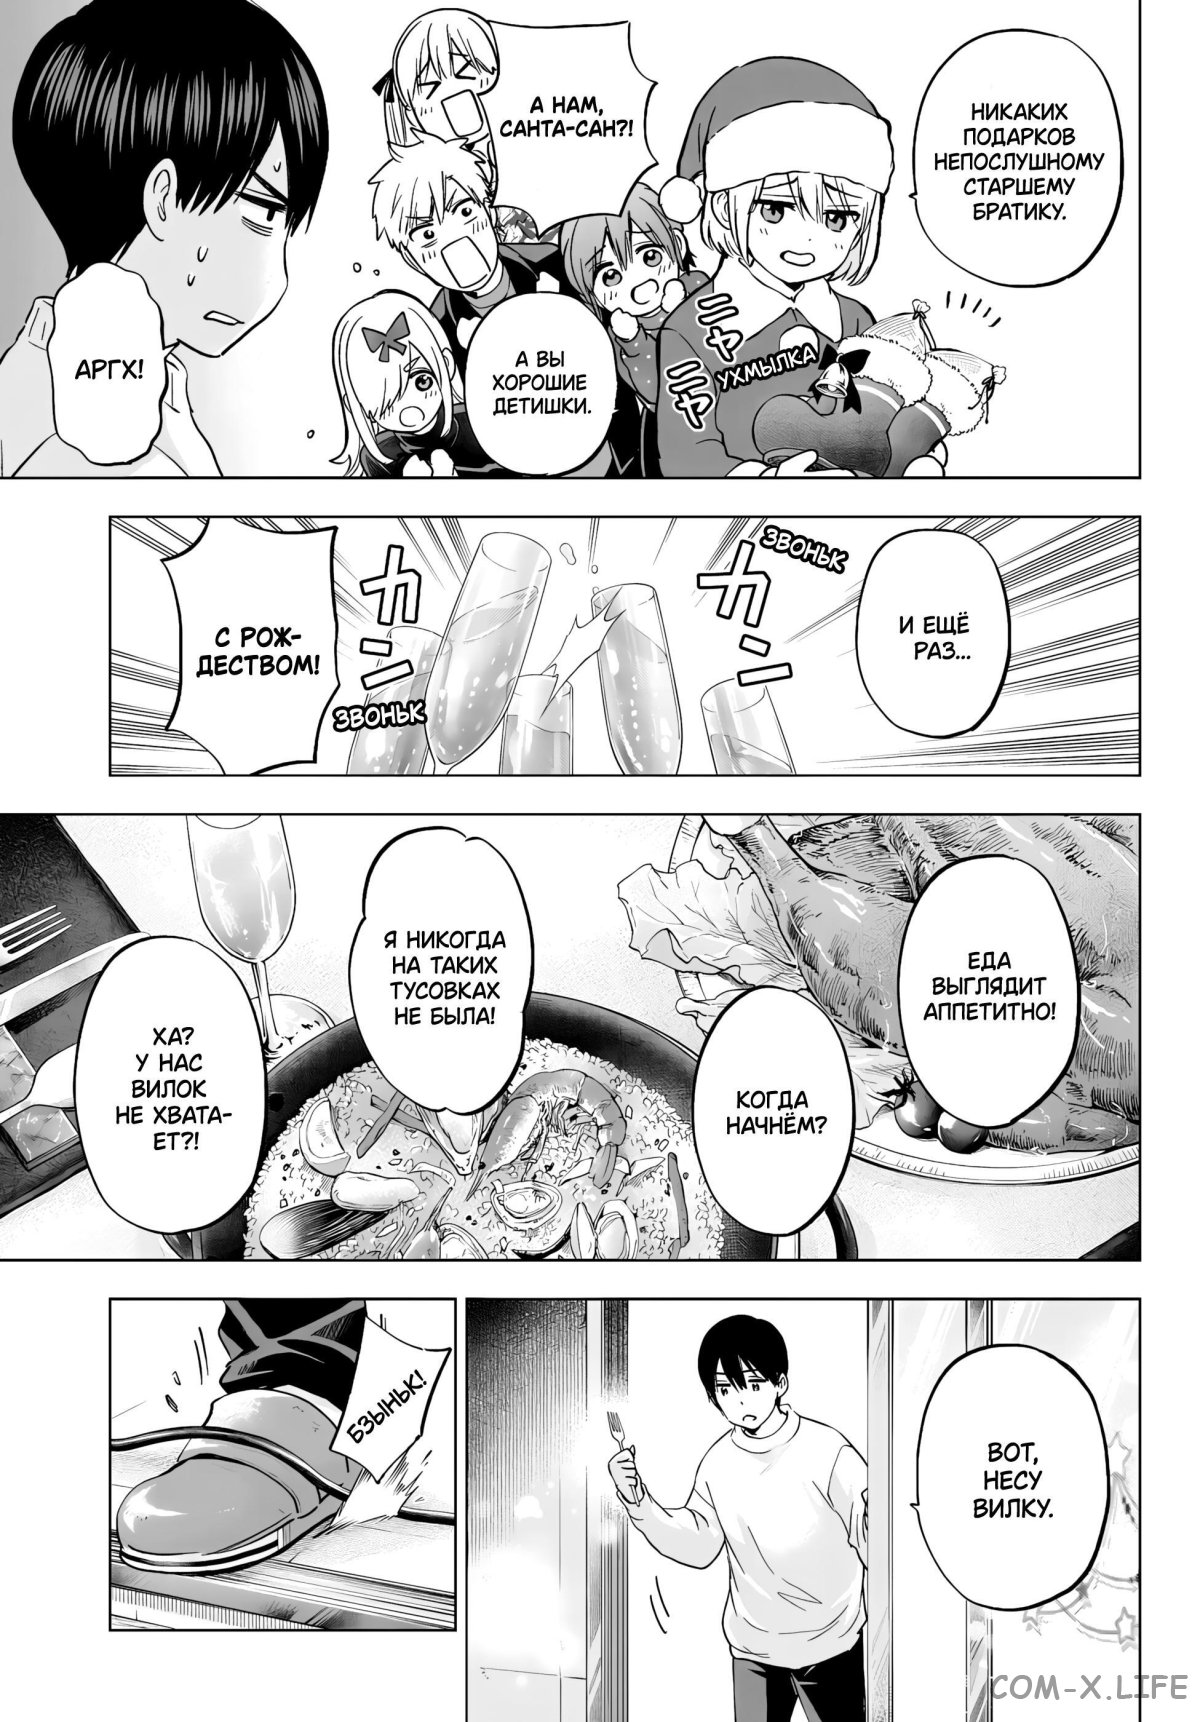 НИКАКИХ
ПОДАРКОВ
НЕПОСЛУШНОМУ
СТАРШЕМУ
БРАТИКУ.
А НАМ,
САНТА-САН?!
ニヤ
ニヤ
УХМЫЛКА
А ВЫ
ХОРОШИЕ
ДЕТИШКИ.
АРГХ!
И ЕЩЁ
РАЗ...
ЗВОНЬК
カン
カン
ЗВОНЬК
С РОЖ-
ДЕСТВОМ!
ЕДА
ВЫГЛЯДИТ
АППЕТИТНО!
КОГДА
НАЧНЁМ?
Я НИКОГДА
НА ТАКИХ
ТУСОВКАХ
НЕ БЫЛА!
ХА?
У НАС
ВИЛОК
НЕ ХВАТА-
ЕТ?!
ВОТ,
НЕСУ
ВИЛКУ.
БЗЫНЬК!
COM-X.LIFE